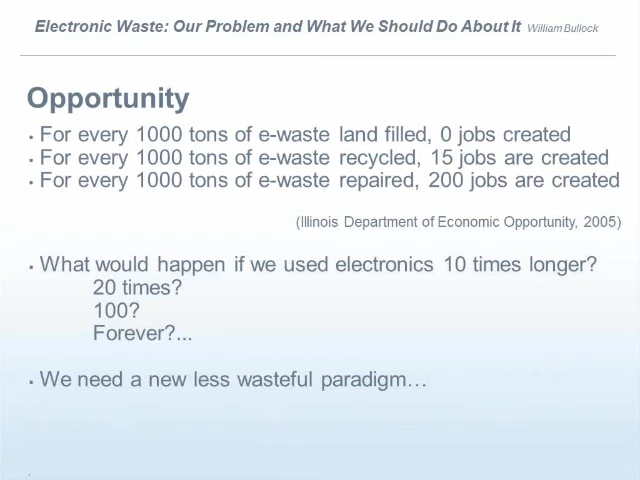 Electronic Waste: Our Problem and What We Should Do About It William Bullock
Opportunity
• For every 1000 tons of e-waste land filled, 0 jobs created
• For every 1000 tons of e-waste recycled, 15 jobs are created
• For every 1000 tons of e-waste repaired, 200 jobs are created
(Illinois Department of Economic Opportunity, 2005)
• What would happen if we used electronics 10 times longer?
20 times?
100?
Forever?...
• We need a new less wasteful paradigm…